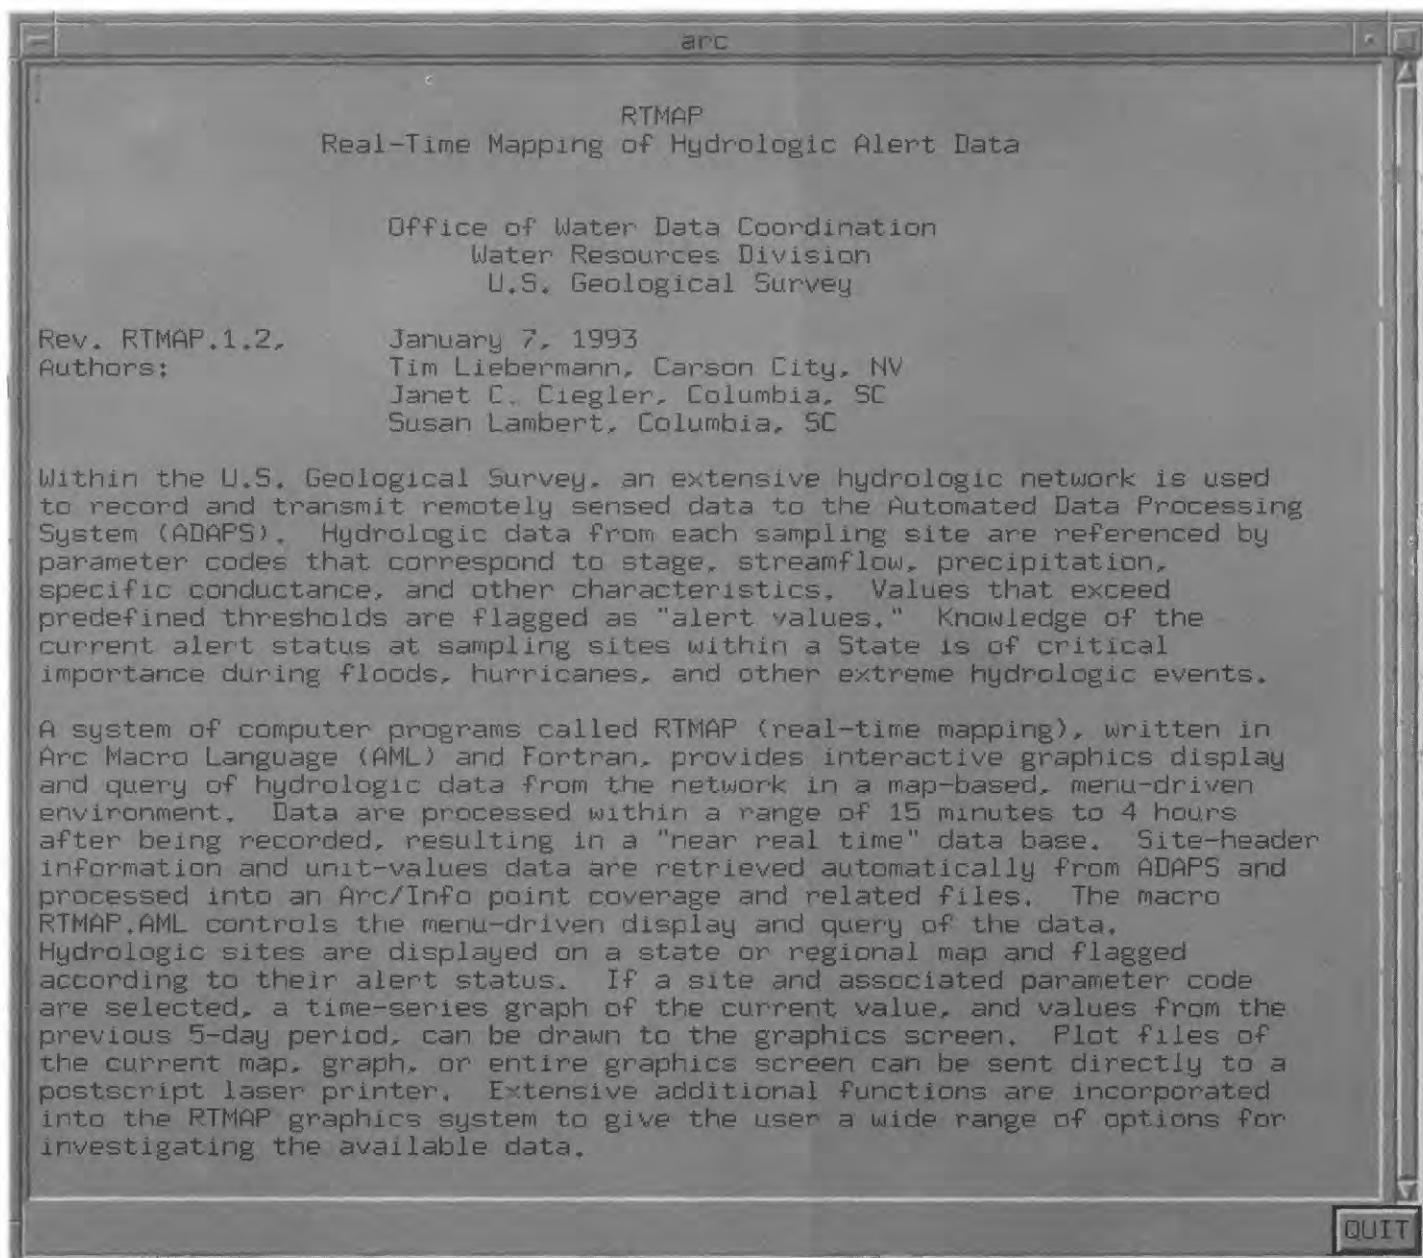 arc
RTMAP
Real-Time Mapping of Hydrologic Alert Data
Office of Water Data Coordination
Water Resources Division
U.S. Geological Survey
Rev. RTMAP.1.2, January 7, 1993
Authors: Tim Liebermann, Carson City, NV
Janet C. Ciegler, Columbia, SC
Susan Lambert, Columbia, SC
Within the U.S. Geological Survey, an extensive hydrologic network is used
to record and transmit remotely sensed data to the Automated Data Processing
System (ADAPS). Hydrologic data from each sampling site are referenced by
parameter codes that correspond to stage, streamflow, precipitation,
specific conductance, and other characteristics. Values that exceed
predefined thresholds are flagged as "alert values." Knowledge of the
current alert status at sampling sites within a State is of critical
importance during floods, hurricanes, and other extreme hydrologic events.
A system of computer programs called RTMAP (real-time mapping), written in
Arc Macro Language (AML) and Fortran, provides interactive graphics display
and query of hydrologic data from the network in a map-based, menu-driven
environment. Data are processed within a range of 15 minutes to 4 hours
after being recorded, resulting in a "near real time" data base. Site-header
information and unit-values data are retrieved automatically from ADAPS and
processed into an Arc/Info point coverage and related files. The macro
RTMAP.AML controls the menu-driven display and query of the data.
Hydrologic sites are displayed on a state or regional map and flagged
according to their alert status. If a site and associated parameter code
are selected, a time-series graph of the current value, and values from the
previous 5-day period, can be drawn to the graphics screen. Plot files of
the current map, graph, or entire graphics screen can be sent directly to a
postscript laser printer. Extensive additional functions are incorporated
into the RTMAP graphics system to give the user a wide range of options for
investigating the available data.
QUIT